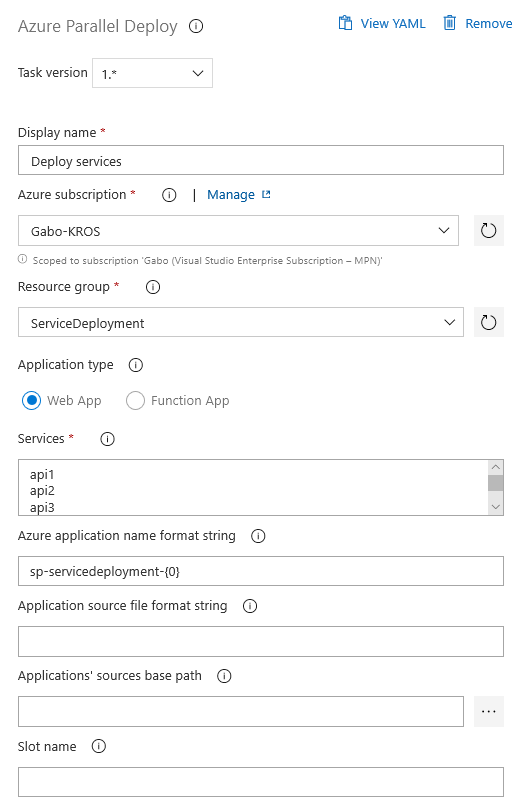 Azure Parallel Deploy
View YAML
Remove
Task version
1.*
Display name *
Deploy services
Azure subscription *
| Manage
Gabo-KROS
Scoped to subscription 'Gabo (Visual Studio Enterprise Subscription – MPN)'
Resource group *
ServiceDeployment
Application type
Web App
Function App
Services *
api1
api2
api3
Azure application name format string
sp-servicedeployment-{0}
Application source file format string
Applications' sources base path
...
Slot name